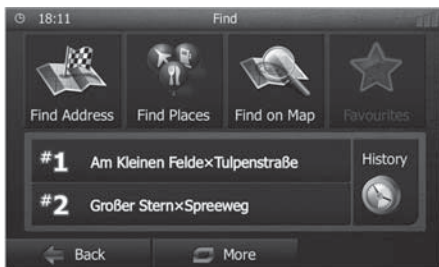 18:11 Find
Find Address Find Places Find on Map Favourites
#1 Am Kleinen Felde×Tulpenstraße History
#2 Großer Stern×Spreeweg
Back More